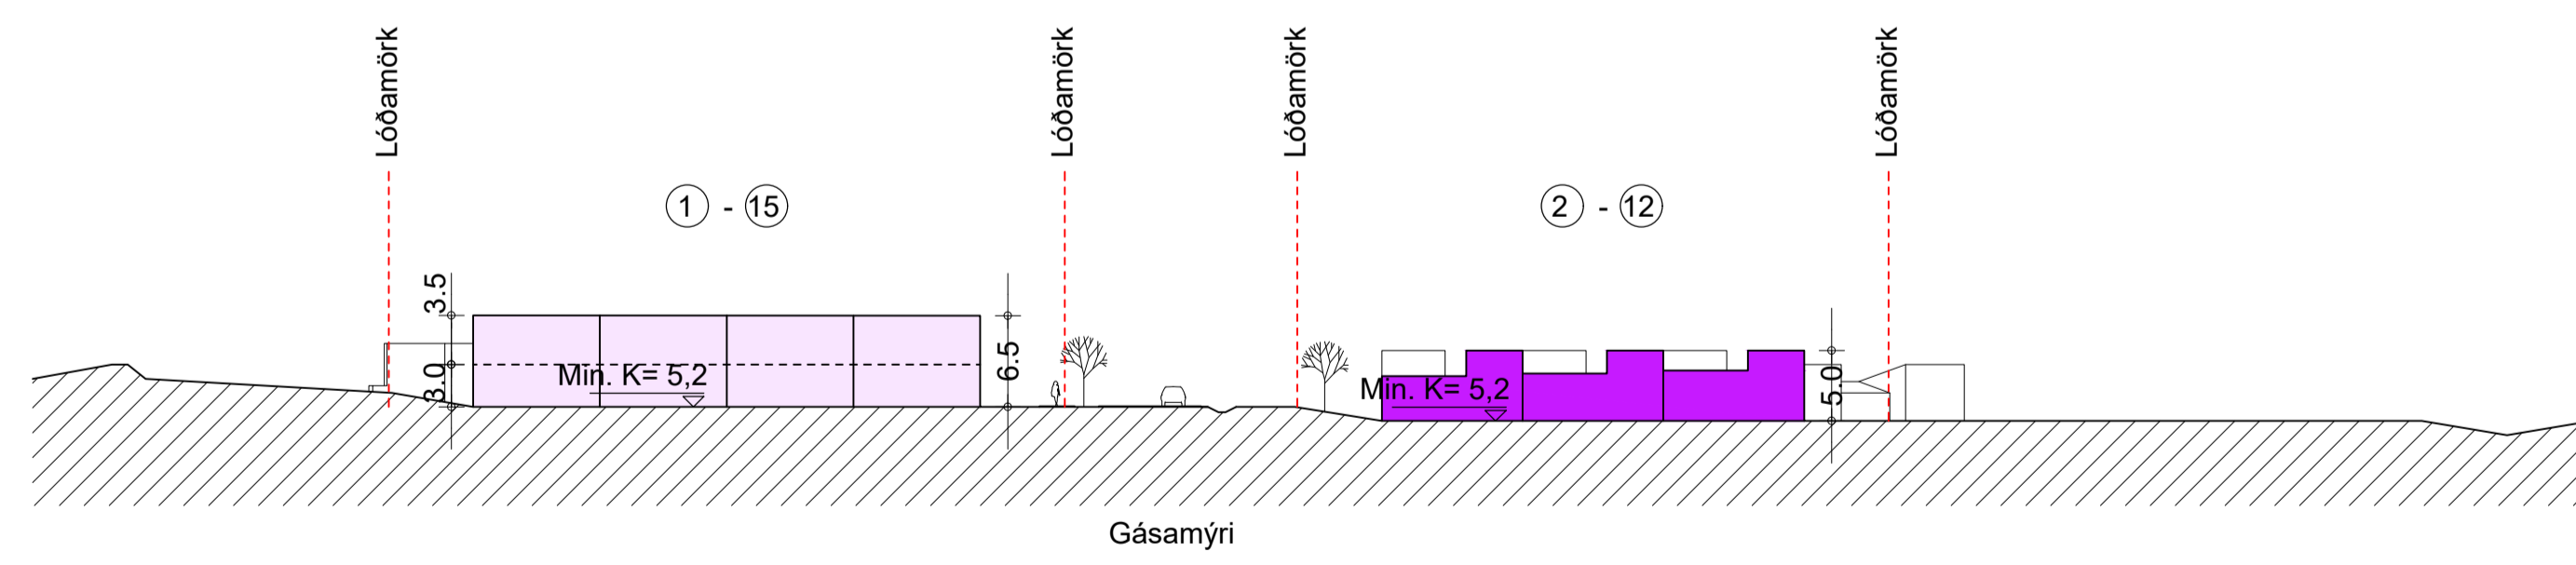 Lóðamörk
Lóðamörk
Lóðamörk
Lóðamörk
1 - 15
2 - 12
3.5
3.0
Min. K= 5,2
6.5
Min. K= 5,2
5.0
Gásamýri